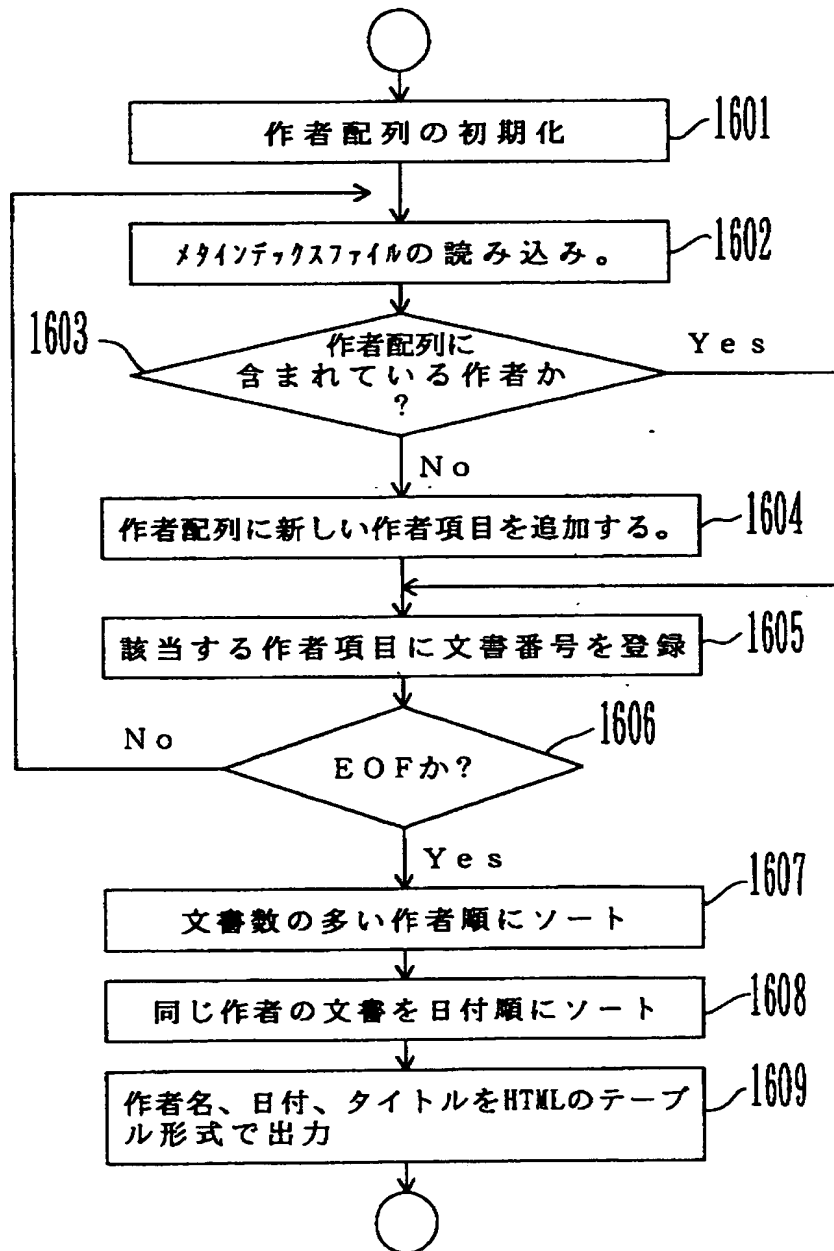 作者配列の初期化
1601
メタインデックスファイルの読み込み。
1602
1603
作者配列に
含まれている作者か
?
Yes
No
作者配列に新しい作者項目を追加する。
1604
該当する作者項目に文書番号を登録
1605
No
EOFか?
1606
Yes
文書数の多い作者順にソート
1607
同じ作者の文書を日付順にソート
1608
作者名、日付、タイトルをHTMLのテーブ
ル形式で出力
1609